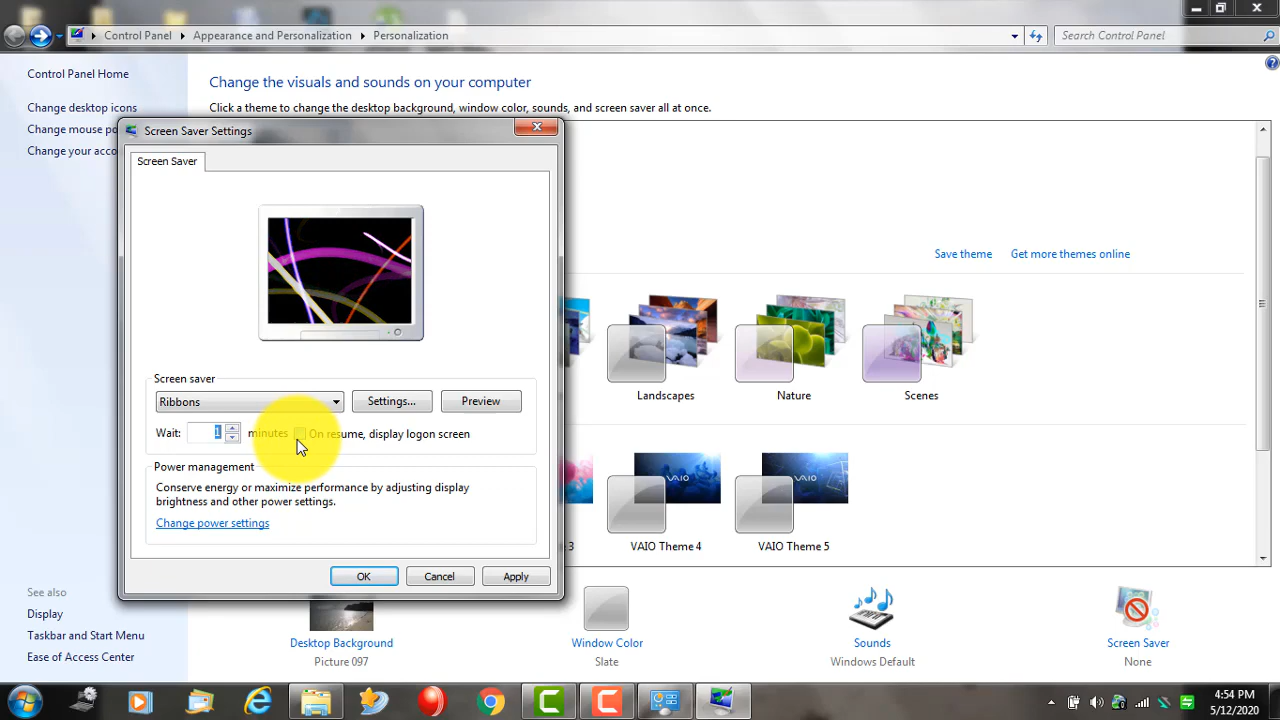 Control Panel ▸ Appearance and Personalization ▸ Personalization
Search Control Panel
Control Panel Home
Change desktop icons
Change mouse po
Change your acco
Change the visuals and sounds on your computer
Click a theme to change the desktop background, window color, sounds, and screen saver all at once.
Screen Saver Settings
Screen Saver
Screen saver
Ribbons
Settings...
Preview
Wait: 1 minutes On resume, display logon screen
Power management
Conserve energy or maximize performance by adjusting display
brightness and other power settings.
Change power settings
OK
Cancel
Apply
Save theme
Get more themes online
Landscapes
Nature
Scenes
VAIO
VAIO
3
VAIO Theme 4
VAIO Theme 5
See also
Display
Taskbar and Start Menu
Ease of Access Center
Desktop Background
Picture 097
Window Color
Slate
Sounds
Windows Default
Screen Saver
None
4:54 PM
5/12/2020